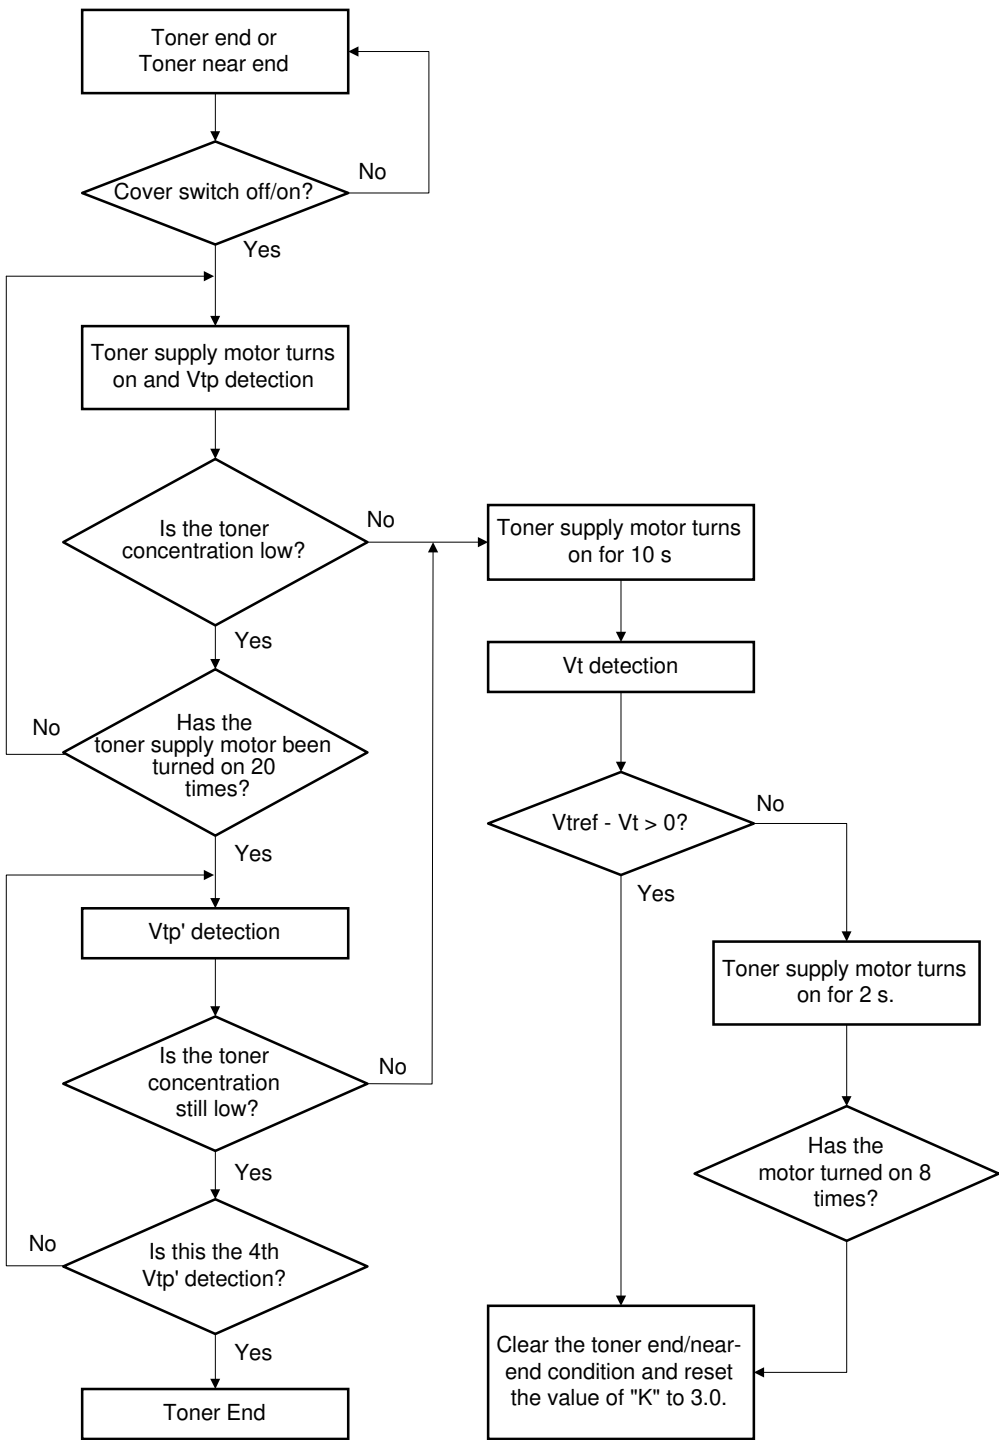 Toner end or
Toner near end
Cover switch off/on?
No
Yes
Toner supply motor turns
on and Vtp detection
Is the toner
concentration low?
No
Yes
Has the
toner supply motor been
turned on 20
times?
No
Yes
Vtp' detection
Is the toner
concentration
still low?
No
Yes
Is this the 4th
Vtp' detection?
No
Yes
Toner End
Toner supply motor turns
on for 10 s
Vt detection
Vtref - Vt > 0?
No
Yes
Toner supply motor turns
on for 2 s.
Has the
motor turned on 8
times?
Clear the toner end/near-
end condition and reset
the value of "K" to 3.0.